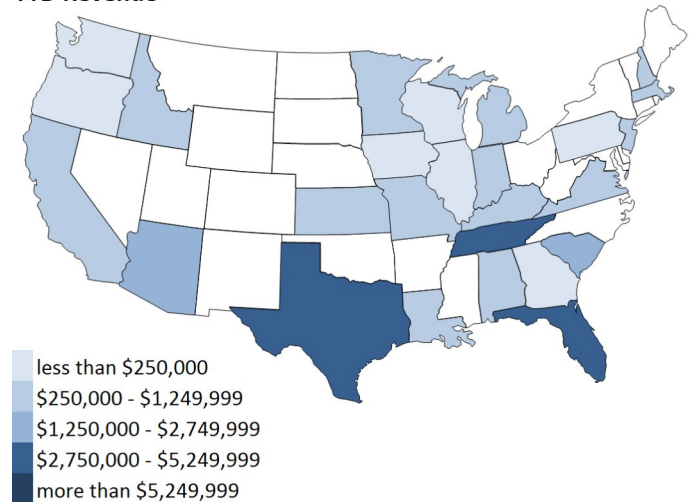 less than $250,000
$250,000 - $1,249,999
$1,250,000 - $2,749,999
$2,750,000 - $5,249,999
more than $5,249,999